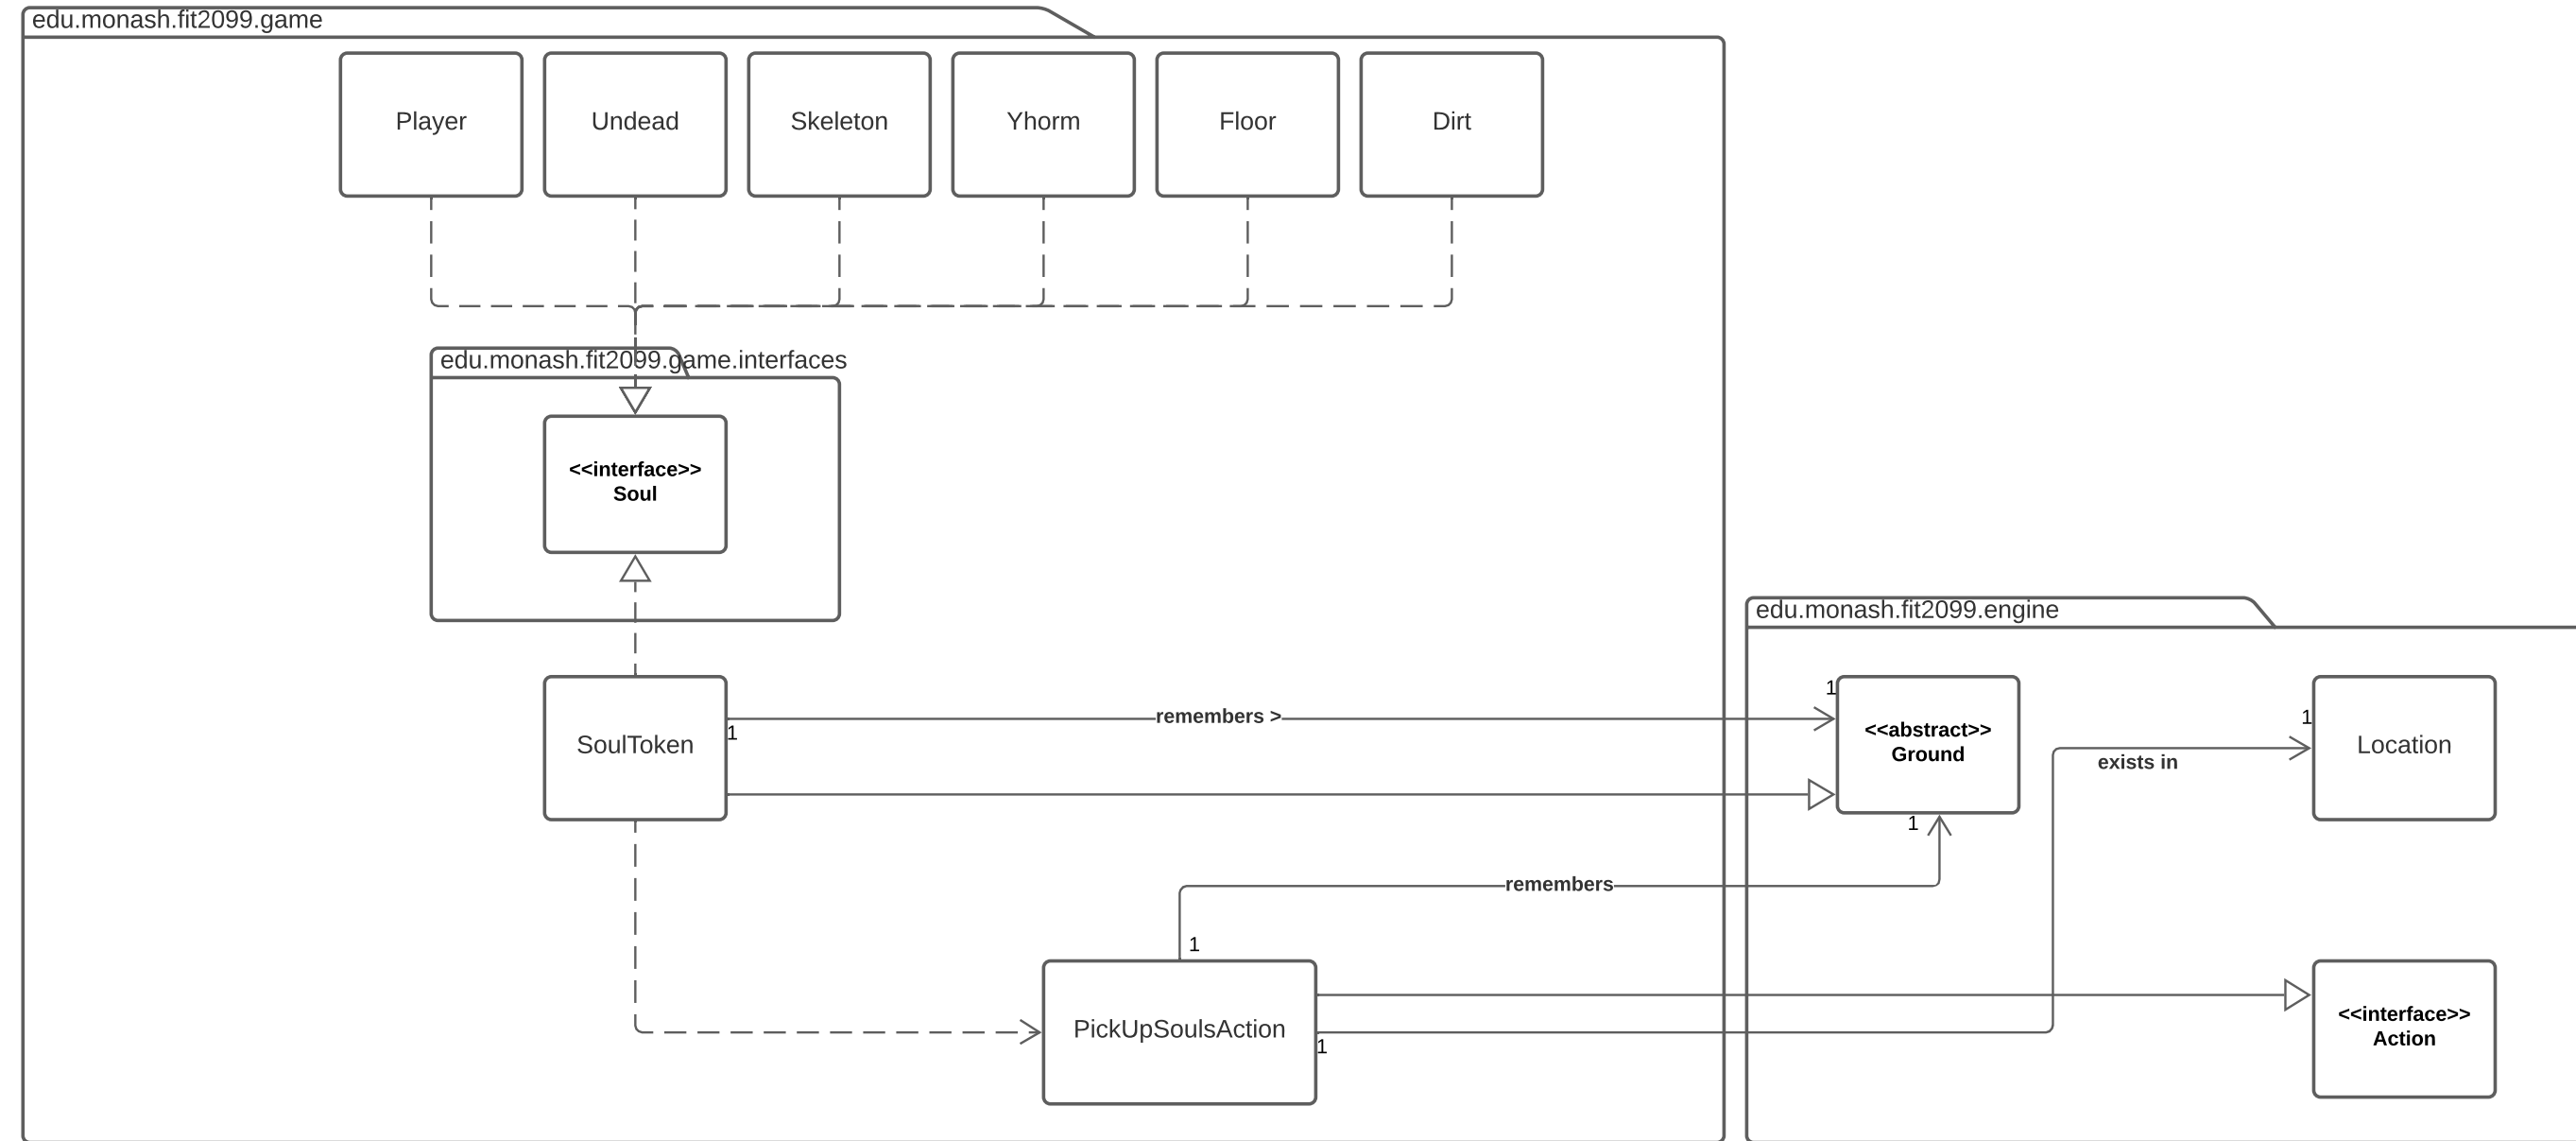 edu.monash.fit2099.game
Player
Undead
Skeleton
Yhorm
Floor
Dirt
edu.monash.fit2099.game.interfaces
<<interface>>
Soul
edu.monash.fit2099.engine
SoulToken
1
remembers >
1
<<abstract>>
Ground
1
exists in
1
Location
remembers
1
PickUpSoulsAction
1
<<interface>>
Action